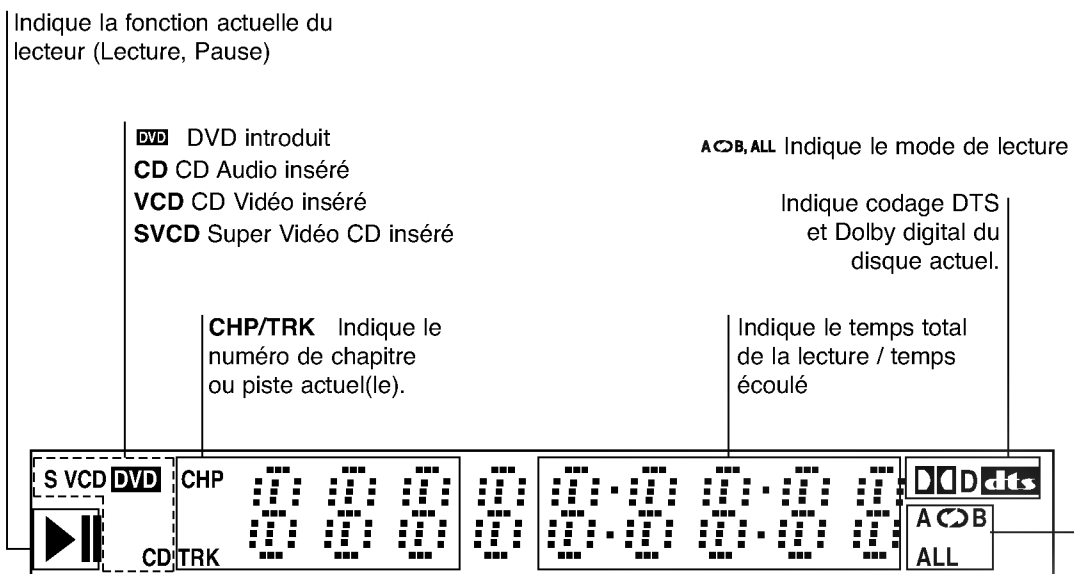 Indique la fonction actuelle du
lecteur (Lecture, Pause)
DVD DVD introduit
CD CD Audio inséré
VCD CD Vidéo inséré
SVCD Super Vidéo CD inséré
A B, ALL Indique le mode de lecture
Indique codage DTS
et Dolby digital du
disque actuel.
CHP/TRK Indique le
numéro de chapitre
ou piste actuel(le).
Indique le temps total
de la lecture / temps
écoulé
S VCD DVD CHP
D dts
A B
CD TRK
ALL